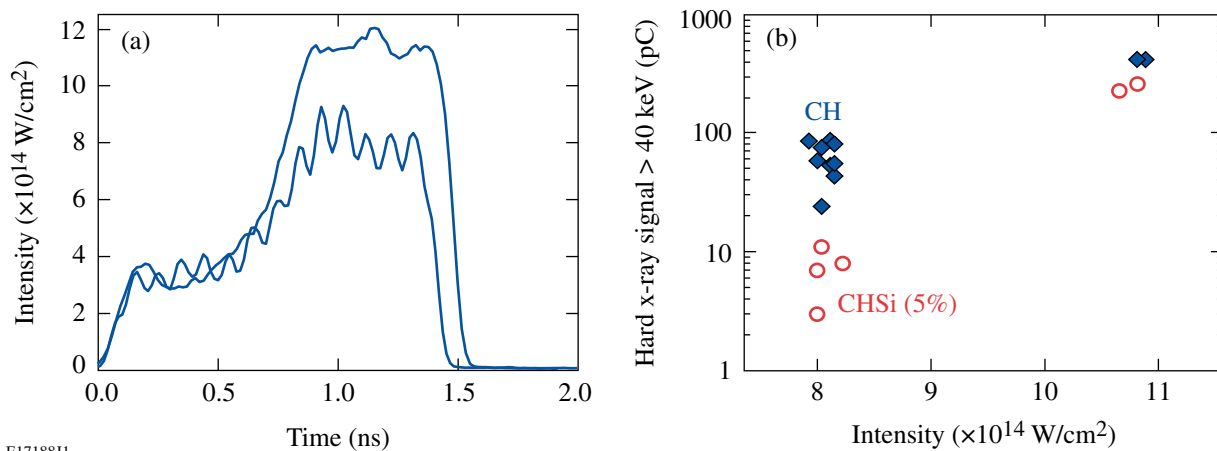 (a)
Intensity (×10¹⁴ W/cm²)
12
10
8
6
4
2
0
0.0
0.5
1.0
1.5
2.0
Time (ns)
(b)
Hard x-ray signal > 40 keV (pC)
1000
100
10
1
CH
CHSi (5%)
8
9
10
11
Intensity (×10¹⁴ W/cm²)